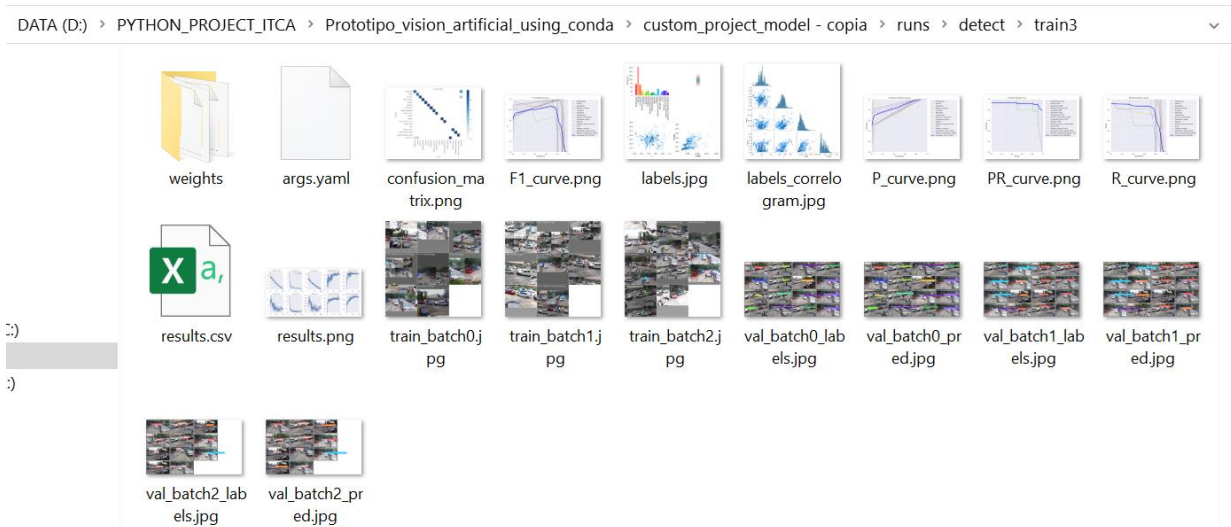 DATA (D:) > PYTHON_PROJECT_ITCA > Prototipo_vision_artificial_using_conda > custom_project_model - copia > runs > detect > train3
weights
args.yaml
confusion_ma
trix.png
F1_curve.png
labels.jpg
labels_correlo
gram.jpg
P_curve.png
PR_curve.png
R_curve.png
X a,
results.csv
results.png
train_batch0.j
pg
train_batch1.j
pg
train_batch2.j
pg
val_batch0_lab
els.jpg
val_batch0_pr
ed.jpg
val_batch1_lab
els.jpg
val_batch1_pr
ed.jpg
:)
:)
val_batch2_lab
els.jpg
val_batch2_pr
ed.jpg